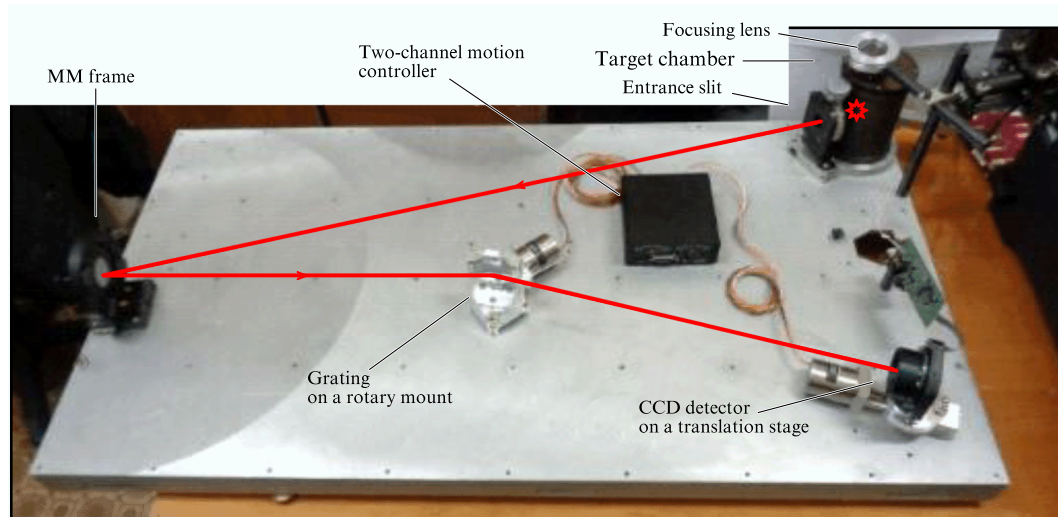 Focusing lens
Two-channel motion
controller
Target chamber
MM frame
Entrance slit
Grating
on a rotary mount
CCD detector
on a translation stage